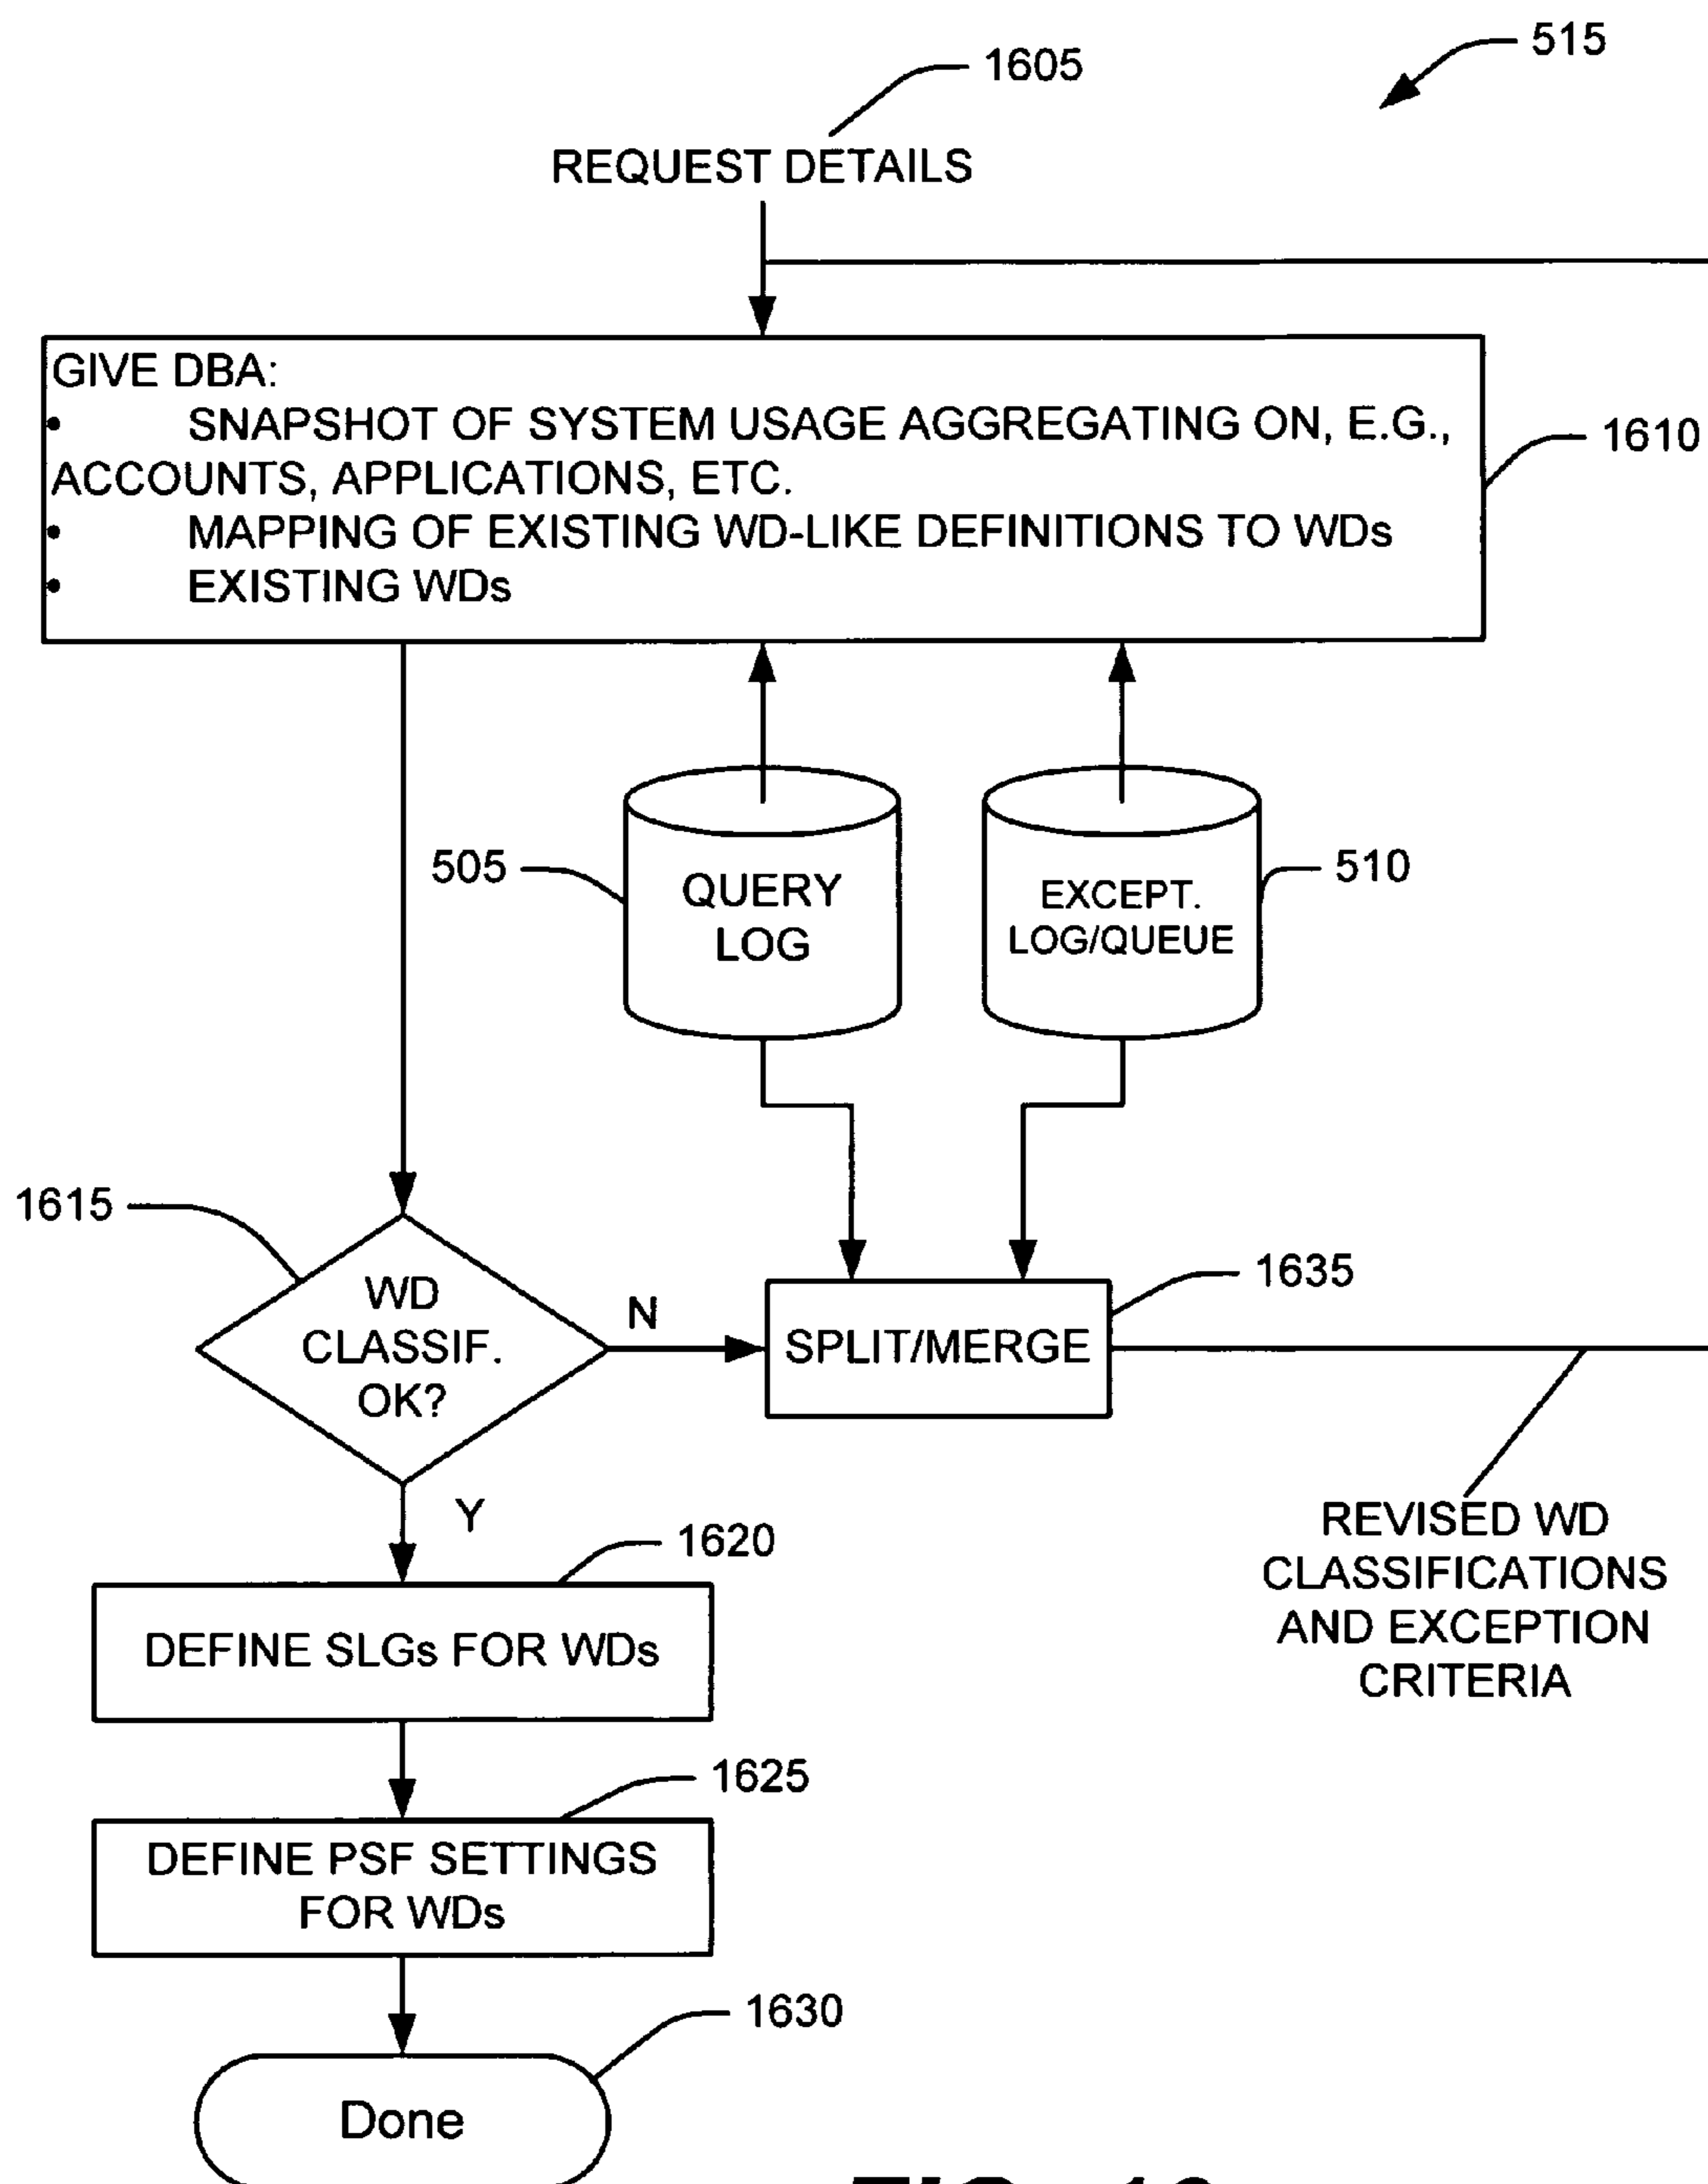 515
1605
REQUEST DETAILS
GIVE DBA:
• SNAPSHOT OF SYSTEM USAGE AGGREGATING ON, E.G.,
ACCOUNTS, APPLICATIONS, ETC.
• MAPPING OF EXISTING WD-LIKE DEFINITIONS TO WDs
• EXISTING WDs
1610
505
QUERY
LOG
EXCEPT.
LOG/QUEUE
510
1615
WD
CLASSIF.
OK?
N
SPLIT/MERGE
1635
Y
REVISED WD
CLASSIFICATIONS
AND EXCEPTION
CRITERIA
1620
DEFINE SLGs FOR WDs
1625
DEFINE PSF SETTINGS
FOR WDs
1630
Done